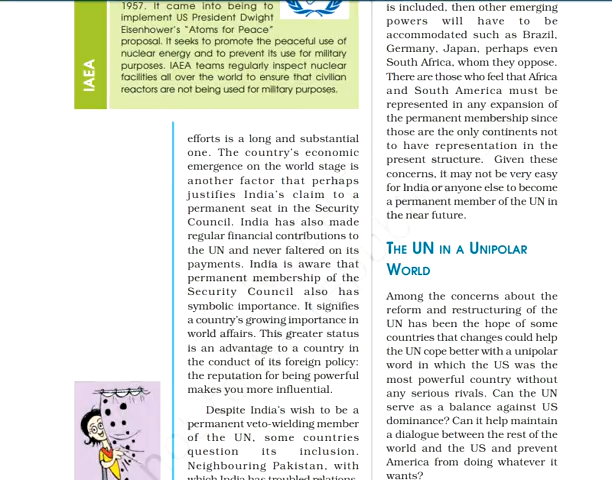 1957. It came into being to
implement US President Dwight
Eisenhower's "Atoms for Peace"
proposal. It seeks to promote the peaceful use of
nuclear energy and to prevent its use for military
purposes. IAEA teams regularly inspect nuclear
facilities all over the world to ensure that civilian
reactors are not being used for military purposes.
IAEA
efforts is a long and substantial
one. The country's economic
emergence on the world stage is
another factor that perhaps
justifies India's claim to a
permanent seat in the Security
Council. India has also made
regular financial contributions to
the UN and never faltered on its
payments. India is aware that
permanent membership of the
Security Council also has
symbolic importance. It signifies
a country's growing importance in
world affairs. This greater status
is an advantage to a country in
the conduct of its foreign policy:
the reputation for being powerful
makes you more influential.
Despite India's wish to be a
permanent veto-wielding member
of the UN, some countries
question its inclusion.
Neighbouring Pakistan, with
which India has troubled relations,
is included, then other emerging
powers will have to be
accommodated such as Brazil,
Germany, Japan, perhaps even
South Africa, whom they oppose.
There are those who feel that Africa
and South America must be
represented in any expansion of
the permanent membership since
those are the only continents not
to have representation in the
present structure. Given these
concerns, it may not be very easy
for India or anyone else to become
a permanent member of the UN in
the near future.
THE UN IN A UNIPOLAR
WORLD
Among the concerns about the
reform and restructuring of the
UN has been the hope of some
countries that changes could help
the UN cope better with a unipolar
word in which the US was the
most powerful country without
any serious rivals. Can the UN
serve as a balance against US
dominance? Can it help maintain
a dialogue between the rest of the
world and the US and prevent
America from doing whatever it
wants?